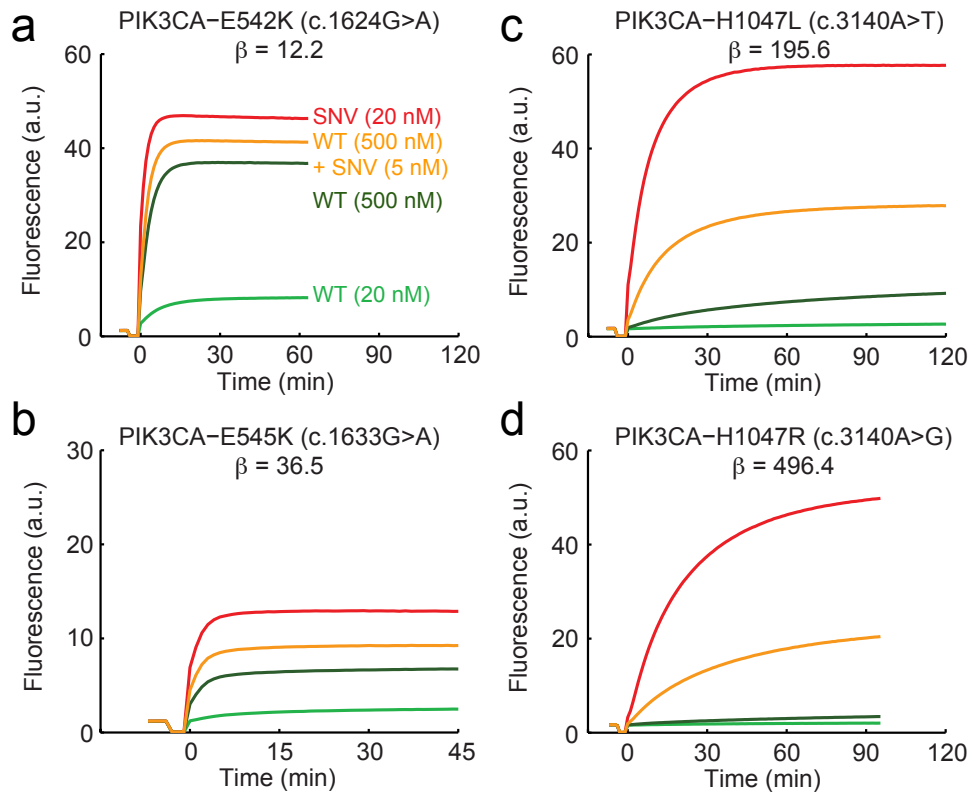 a
PIK3CA−E542K (c.1624G>A)
β = 12.2
Fluorescence (a.u.)
60
40
20
0
SNV (20 nM)
WT (500 nM)
+ SNV (5 nM)
WT (500 nM)
WT (20 nM)
0 30 60 90 120
Time (min)
b
PIK3CA−E545K (c.1633G>A)
β = 36.5
Fluorescence (a.u.)
30
20
10
0
0 15 30 45
Time (min)
c
PIK3CA−H1047L (c.3140A>T)
β = 195.6
Fluorescence (a.u.)
60
40
20
0
0 30 60 90 120
Time (min)
d
PIK3CA−H1047R (c.3140A>G)
β = 496.4
Fluorescence (a.u.)
60
40
20
0
0 30 60 90 120
Time (min)